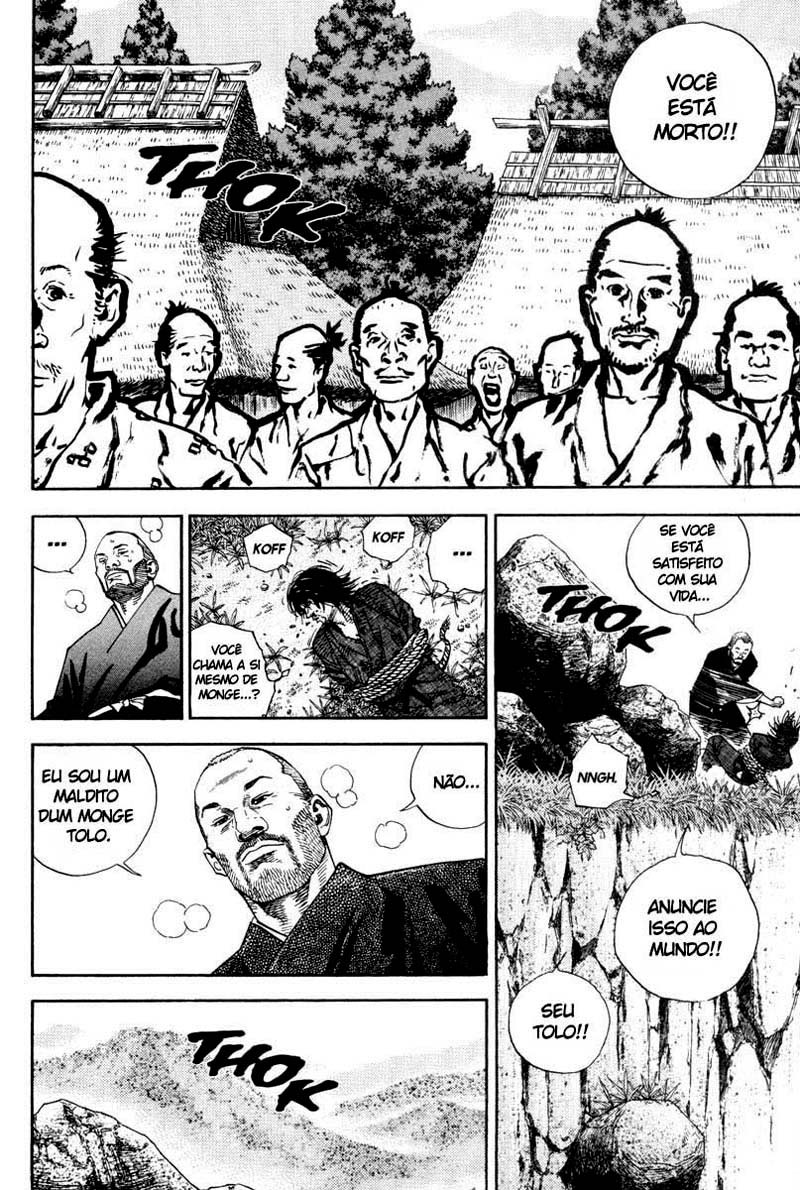 VOCÊ
ESTÁ
MORTO!!
THOK
SE VOCÊ
ESTÁ
SATISFEITO
COM SUA
VIDA...
THOK
NNGH.
ANUNCIE
ISSO AO
MUNDO!!
SEU
TOLO!!
...
KOFF
KOFF
VOCÊ
CHAMA A SI
MESMO DE
MONGE...?
...
NÃO...
EU SOU UM
MALDITO
DUM MONGE
TOLO.
THOK